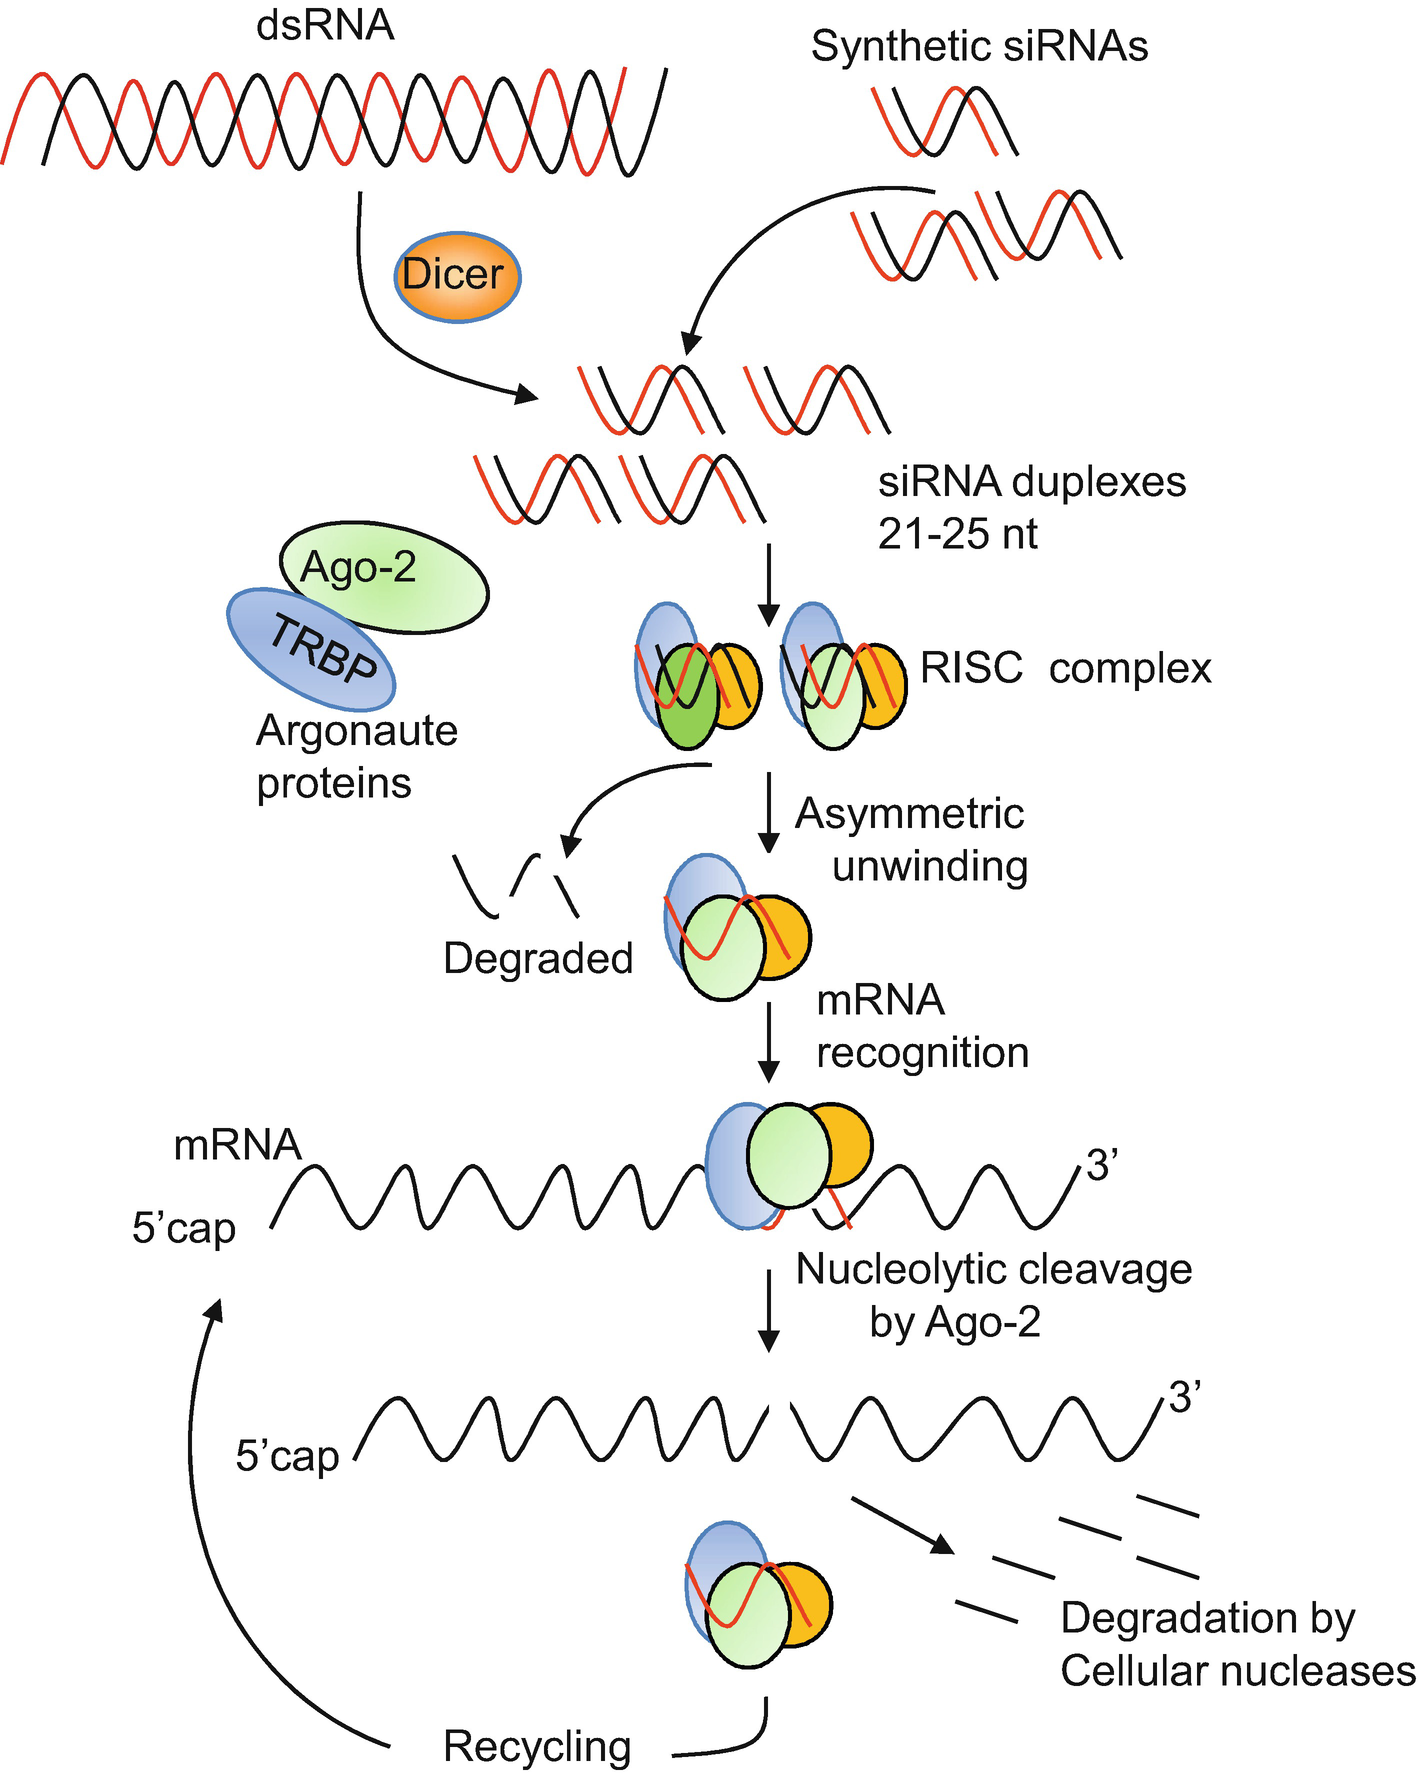 dsRNA
Synthetic siRNAs
Dicer
siRNA duplexes
21-25 nt
Ago-2
TRBP
Argonaute
proteins
RISC complex
Asymmetric
unwinding
Degraded
mRNA
recognition
mRNA
3’
5’cap
Nucleolytic cleavage
by Ago-2
3’
5’cap
Degradation by
Cellular nucleases
Recycling